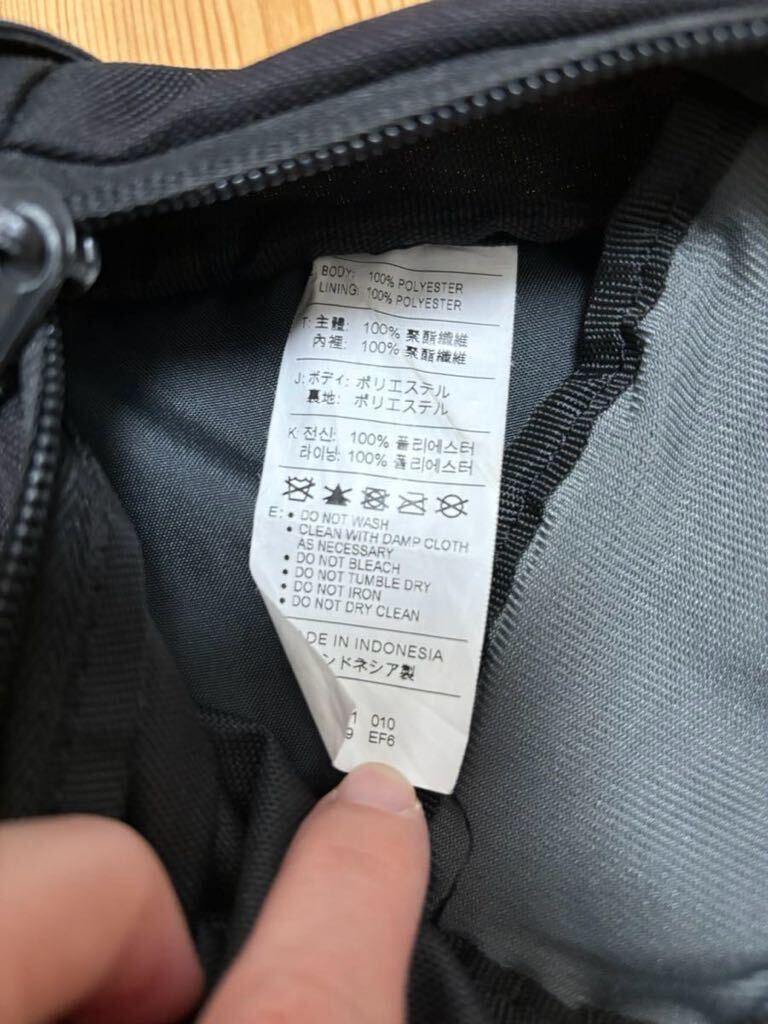 BODY: 100% POLYESTER
LINING: 100% POLYESTER
T: 主體: 100% 聚酯纖維
內裡: 100% 聚酯纖維
J: ボディ: ポリエステル
裏地: ポリエステル
K: 전신: 100% 폴리에스터
라이닝: 100% 폴리에스터
E: • DO NOT WASH
• CLEAN WITH DAMP CLOTH
AS NECESSARY
• DO NOT BLEACH
• DO NOT TUMBLE DRY
• DO NOT IRON
• DO NOT DRY CLEAN
DE IN INDONESIA
ンドネシア製
1 010
9 EF6